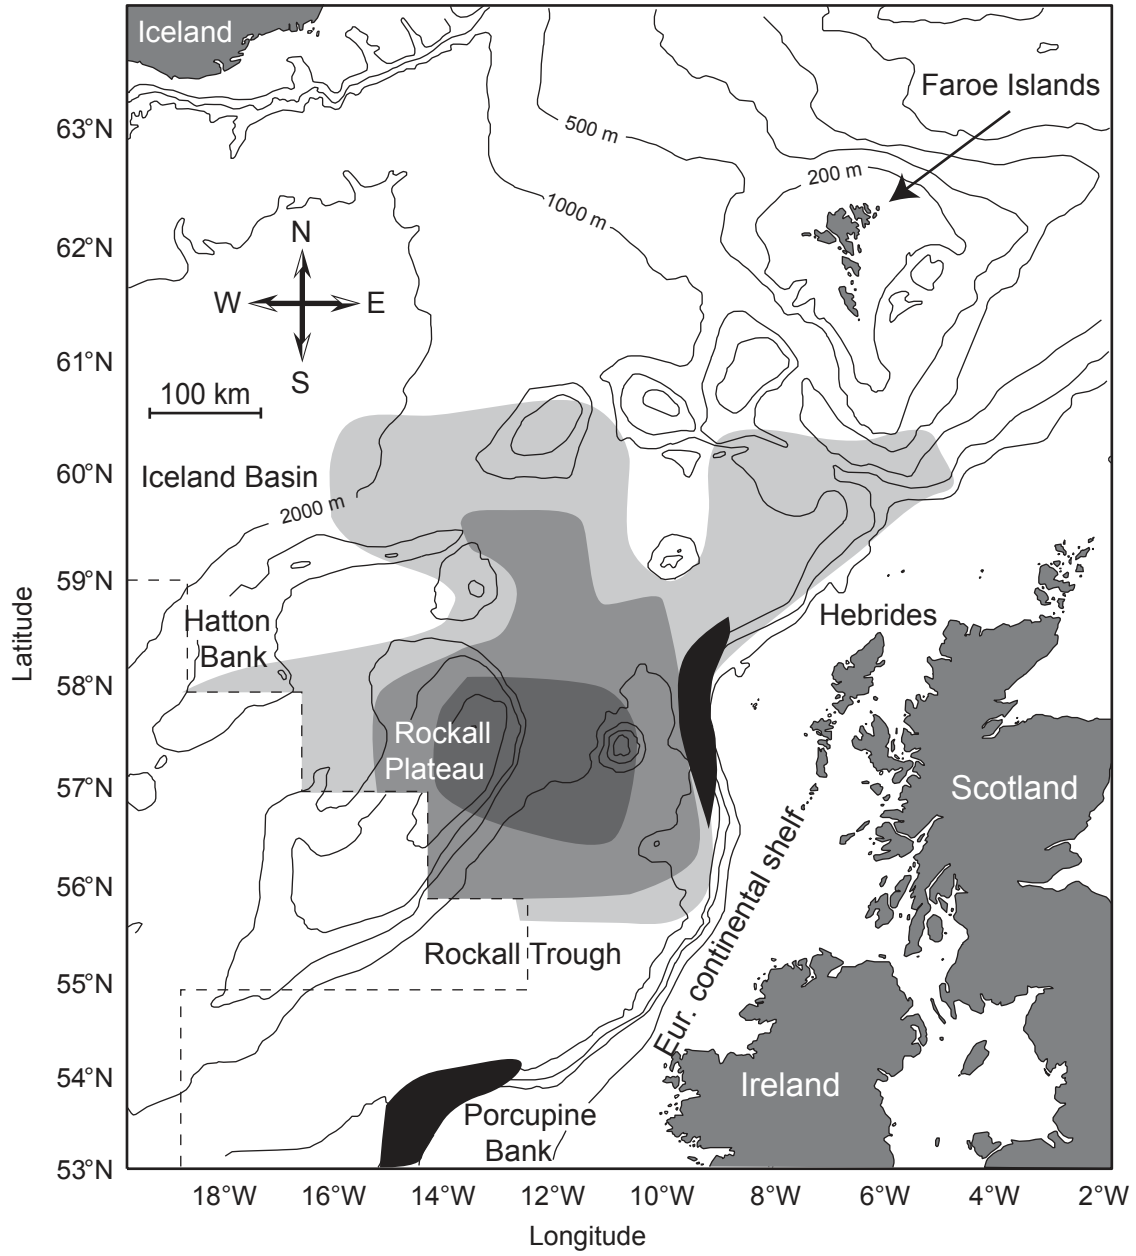 Iceland
Faroe Islands
63°N
500 m
200 m
1000 m
62°N
N
W
E
S
61°N
100 km
60°N
Iceland Basin
2000 m
59°N
Hatton
Bank
Hebrides
58°N
Rockall
Plateau
57°N
Scotland
56°N
Eur. continental shelf
Rockall Trough
55°N
54°N
Ireland
Porcupine
Bank
53°N
Latitude
18°W
16°W
14°W
12°W
10°W
8°W
6°W
4°W
2°W
Longitude